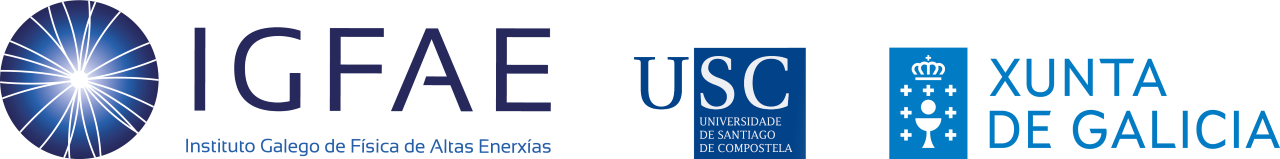 IGFAE
Instituto Galego de Física de Altas Enerxías
USC
UNIVERSIDADE
DE SANTIAGO
DE COMPOSTELA
XUNTA
DE GALICIA